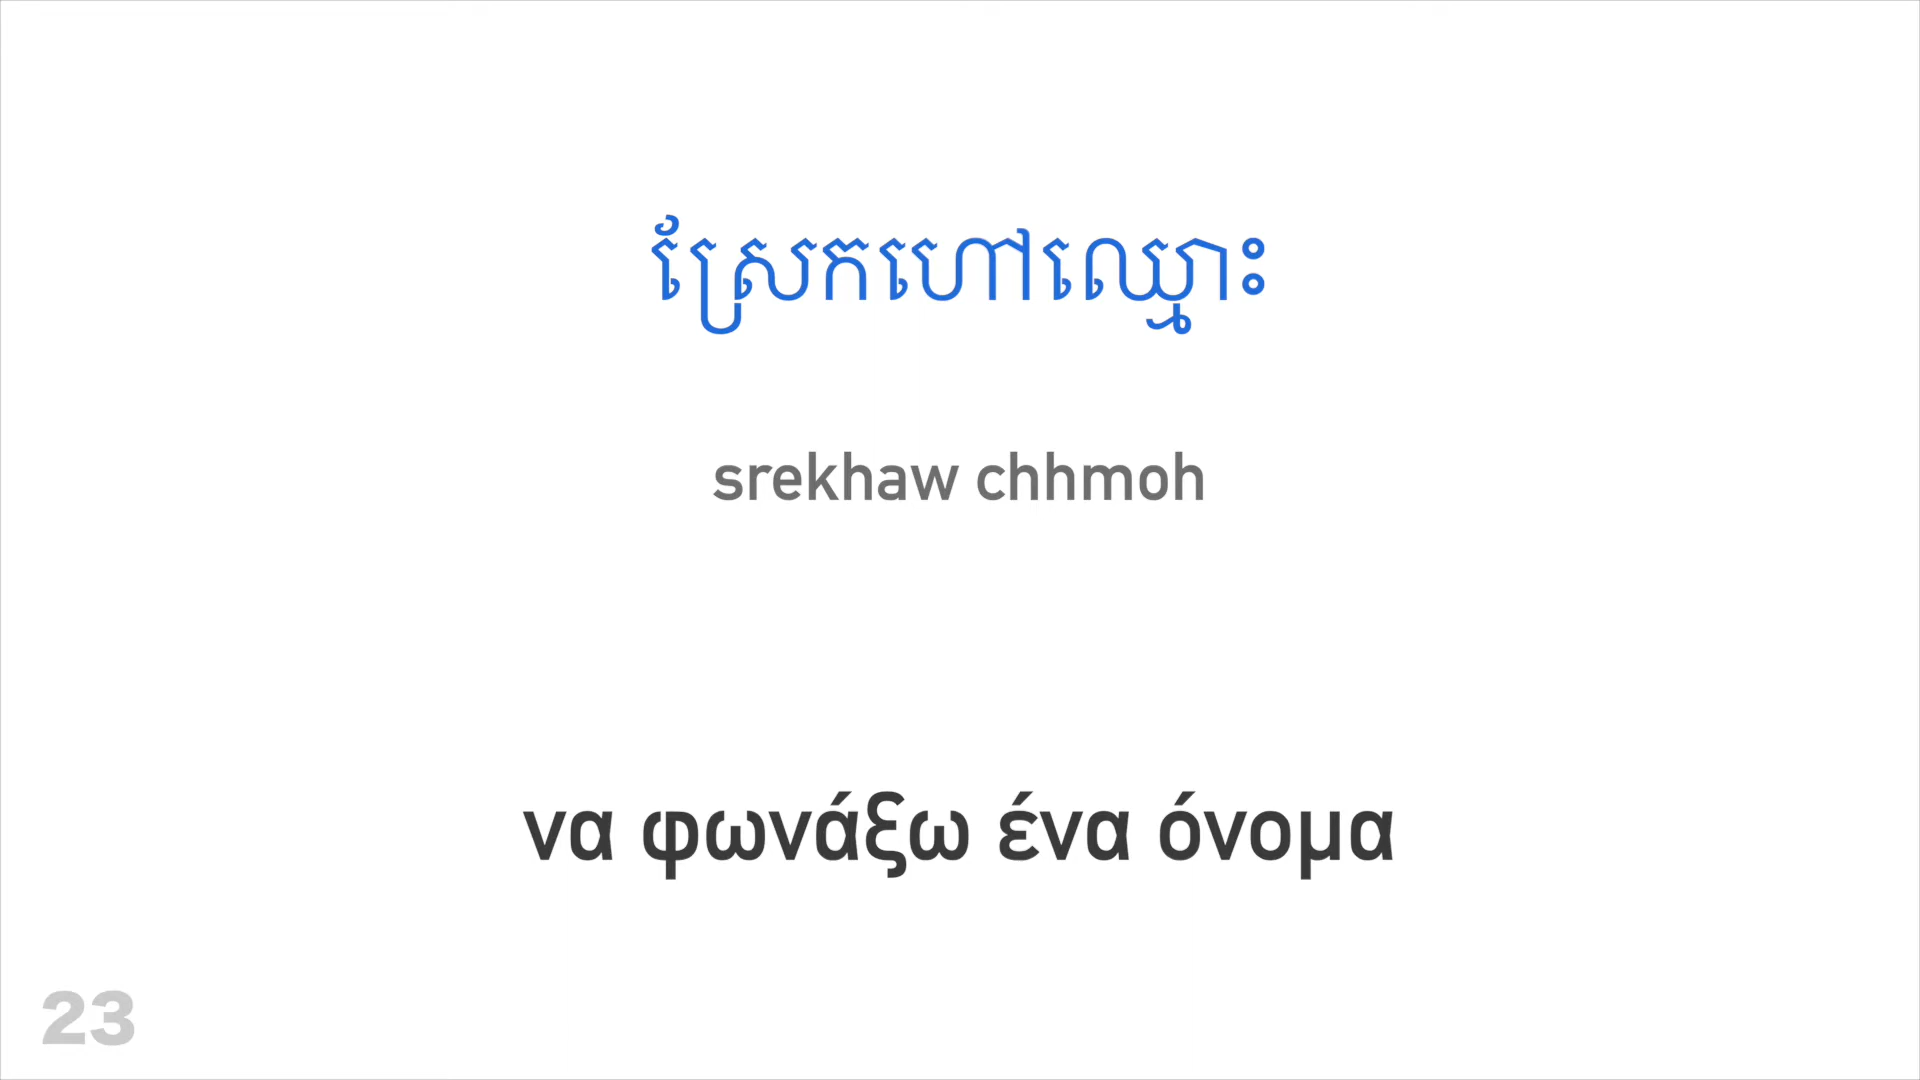 ស្រែកហៅឈ្មោះ
srekhaw chhmoh
να φωνάξω ένα όνομα
23